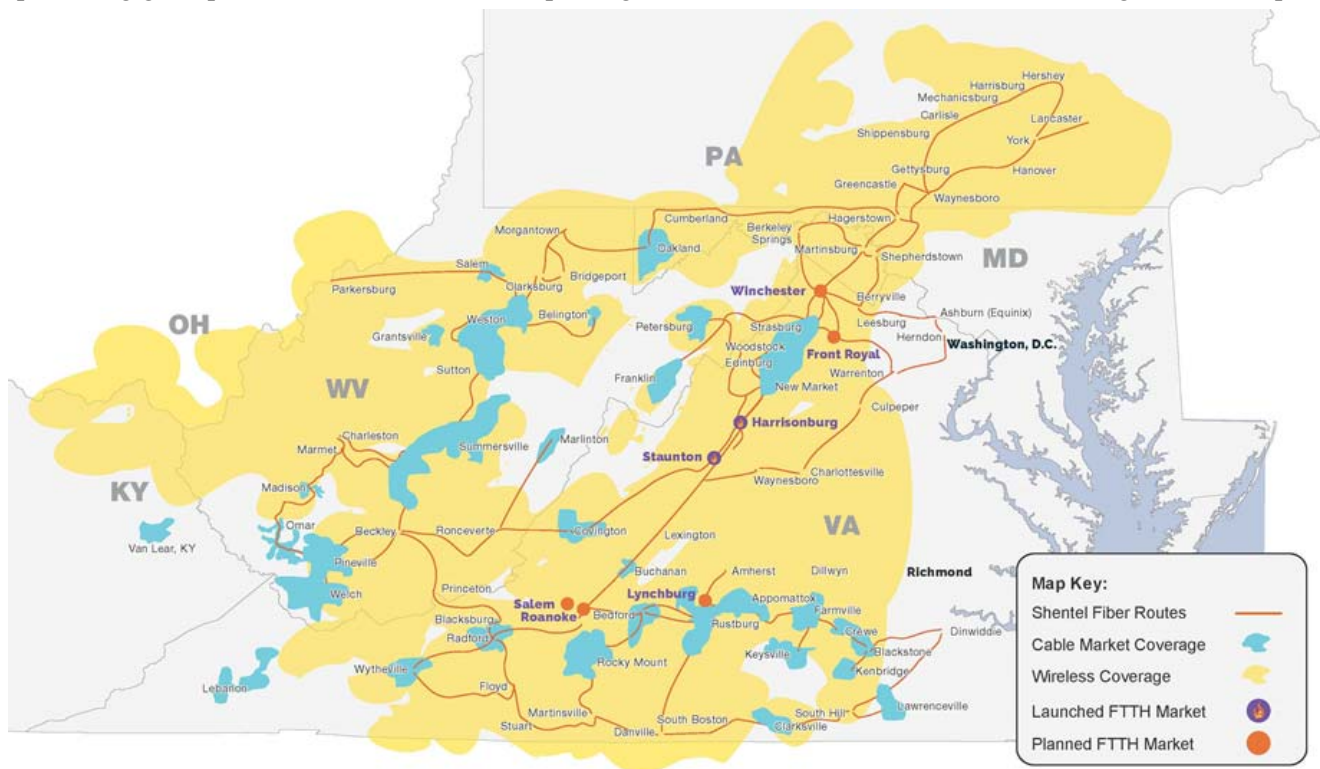 Hershey
Harrisburg
Mechanicsburg
Carlisle
Lancaster
Shippensburg
York
PA
Gettysburg
Hanover
Greencastle
Waynesboro
Cumberland
Hagerstown
Morgantown
Berkeley
Springs
Oakland
Martinsburg
Shepherdstown
MD
Salem
Bridgeport
Parkersburg
Clarksburg
Winchester
Berryville
OH
Weston
Belington
Petersburg
Strasburg
Leesburg
Ashburn (Equinix)
Grantsville
Woodstock
Herndon
Washington, D.C.
Edinburg
Front Royal
Sutton
Franklin
Warrenton
New Market
WV
Culpeper
Harrisonburg
Charleston
Marlinton
Marmet
Summersville
Staunton
Charlottesville
Waynesboro
KY
Madison
Omar
VA
Beckley
Ronceverte
Covington
Lexington
Van Lear, KY
Pineville
Buchanan
Amherst
Dillwyn
Richmond
Welch
Princeton
Lynchburg
Appomattox
Salem
Roanoke
Bedford
Farmville
Blacksburg
Rustburg
Crewe
Dinwiddie
Radford
Keysville
Blackstone
Wytheville
Rocky Mount
Kenbridge
Lebanon
Floyd
Lawrenceville
Martinsville
South Boston
South Hill
Stuart
Danville
Clarksville
Map Key:
Shentel Fiber Routes
Cable Market Coverage
Wireless Coverage
Launched FTTH Market
Planned FTTH Market